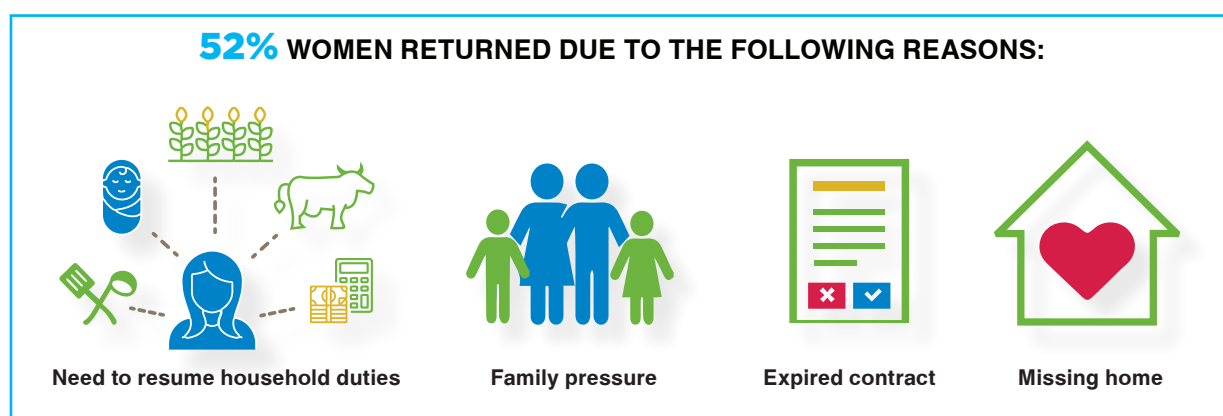 52% WOMEN RETURNED DUE TO THE FOLLOWING REASONS:
Need to resume household duties
Family pressure
Expired contract
Missing home